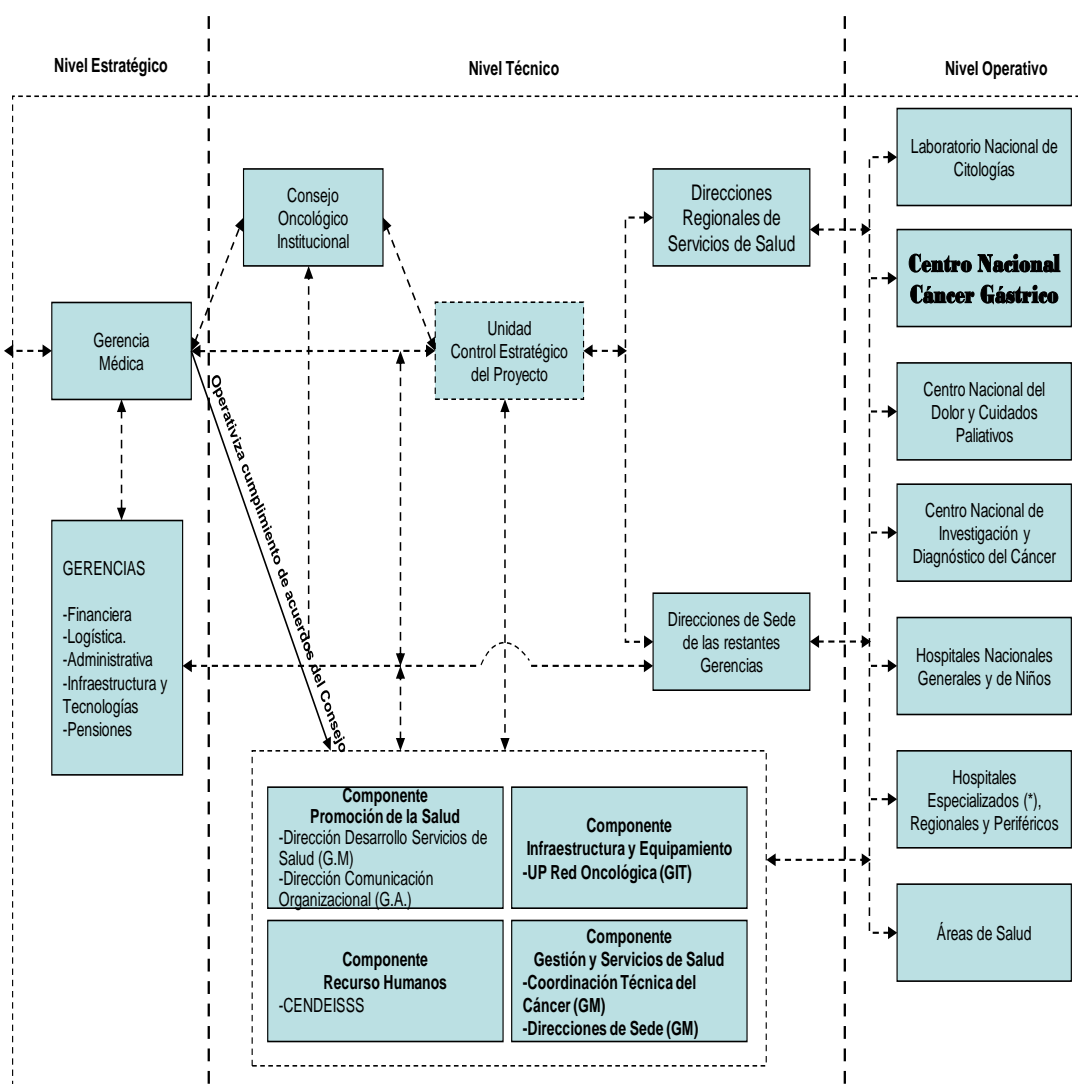 Nivel Estratégico
Nivel Técnico
Nivel Operativo
Consejo
Oncológico
Institucional
Direcciones
Regionales de
Servicios de Salud
Laboratorio Nacional de
Citologías
Centro Nacional
Cáncer Gástrico
Gerencia
Médica
Unidad
Control Estratégico
del Proyecto
Centro Nacional del
Dolor y Cuidados
Paliativos
Operativiza cumplimiento de acuerdos del Consejo
Centro Nacional de
Investigación y
Diagnóstico del Cáncer
GERENCIAS
-Financiera
-Logística.
-Administrativa
-Infraestructura y
Tecnologías
-Pensiones
Direcciones de Sede
de las restantes
Gerencias
Hospitales Nacionales
Generales y de Niños
Hospitales
Especializados (*),
Regionales y Periféricos
Componente
Promoción de la Salud
-Dirección Desarrollo Servicios de
Salud (G.M)
-Dirección Comunicación
Organizacional (G.A.)
Componente
Infraestructura y Equipamiento
-UP Red Oncológica (GIT)
Componente
Recurso Humanos
-CENDEISSS
Componente
Gestión y Servicios de Salud
-Coordinación Técnica del
Cáncer (GM)
-Direcciones de Sede (GM)
Áreas de Salud